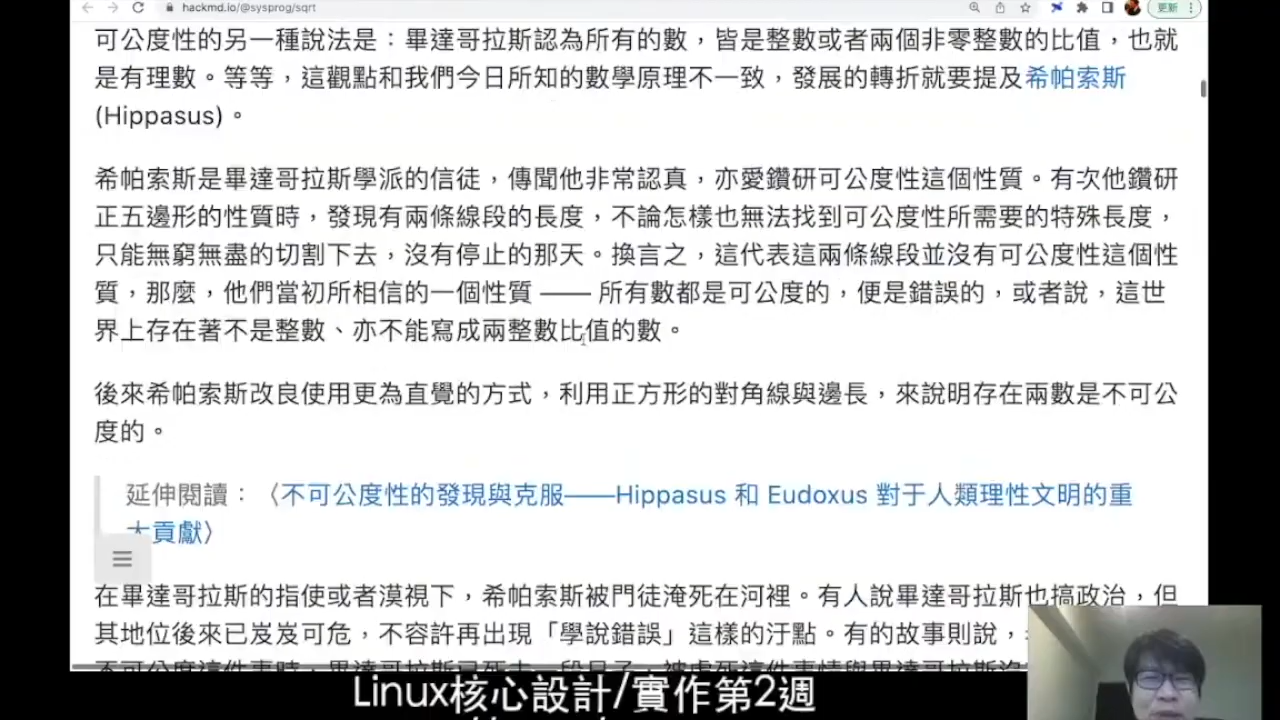 hackmd.io/@sysprog/sqrt
更新
可公度性的另一種說法是：畢達哥拉斯認為所有的數，皆是整數或者兩個非零整數的比值，也就
是有理數。等等，這觀點和我們今日所知的數學原理不一致，發展的轉折就要提及希帕索斯
(Hippasus)。
希帕索斯是畢達哥拉斯學派的信徒，傳聞他非常認真，亦愛鑽研可公度性這個性質。有次他鑽研
正五邊形的性質時，發現有兩條線段的長度，不論怎樣也無法找到可公度性所需要的特殊長度，
只能無窮無盡的切割下去，沒有停止的那天。換言之，這代表這兩條線段並沒有可公度性這個性
質，那麼，他們當初所相信的一個性質 —— 所有數都是可公度的，便是錯誤的，或者說，這世
界上存在著不是整數、亦不能寫成兩整數比值的數。
後來希帕索斯改良使用更為直覺的方式，利用正方形的對角線與邊長，來說明存在兩數是不可公
度的。
延伸閱讀：〈不可公度性的發現與克服——Hippasus 和 Eudoxus 對于人類理性文明的重
大貢獻〉
在畢達哥拉斯的指使或者漠視下，希帕索斯被門徒淹死在河裡。有人說畢達哥拉斯也搞政治，但
其地位後來已岌岌可危，不容許再出現「學說錯誤」這樣的汙點。有的故事則說，
Linux核心設計/實作第2週